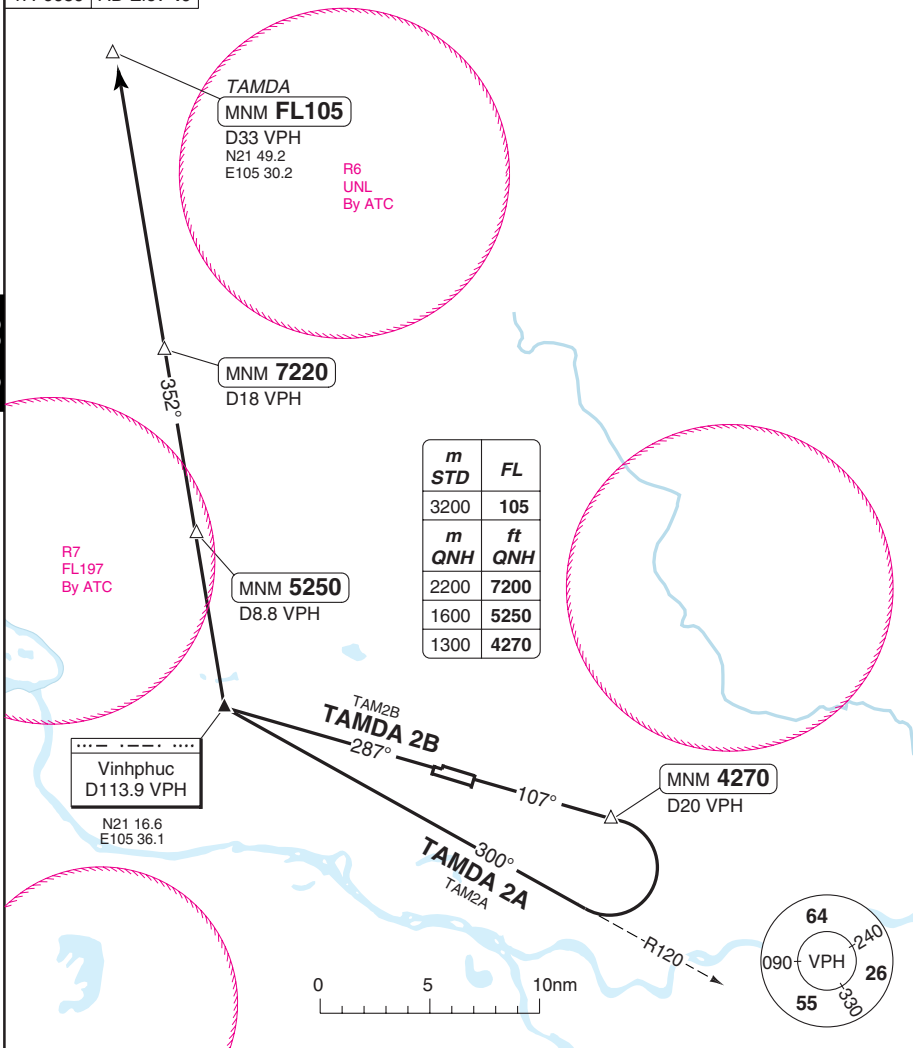 TAMDA
MNM FL105
D33 VPH
N21 49.2
E105 30.2
R6
UNL
By ATC
MNM 7220
D18 VPH
352°
m STD FL
3200 105
m QNH ft QNH
2200 7200
1600 5250
1300 4270
R7
FL197
By ATC
MNM 5250
D8.8 VPH
TAM2B
TAMDA 2B
287°
107°
MNM 4270
D20 VPH
Vinhphuc
D113.9 VPH
N21 16.6
E105 36.1
300°
TAMDA 2A
TAM2A
R120
64
240
090
VPH
26
55
330
0 5 10nm